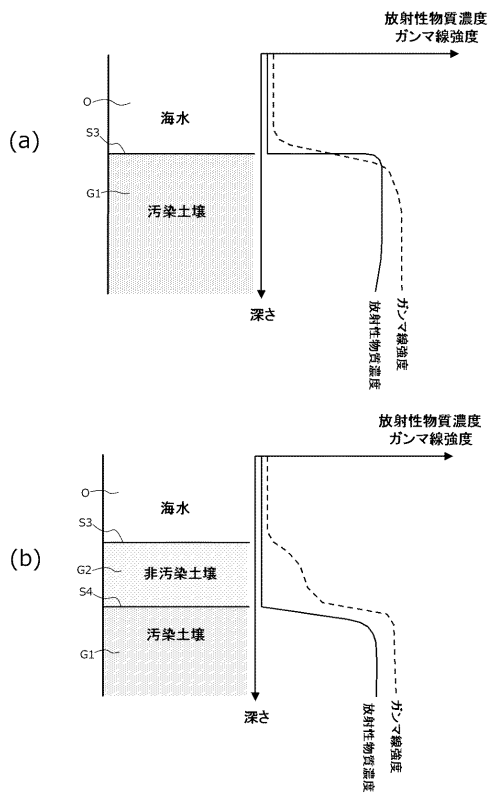 放射性物質濃度
ガンマ線強度
(a)
O
海水
S3
G1
汚染土壌
深さ
放射性物質濃度
ガンマ線強度
放射性物質濃度
ガンマ線強度
(b)
O
海水
S3
G2
非汚染土壌
S4
汚染土壌
G1
深さ
放射性物質濃度
ガンマ線強度